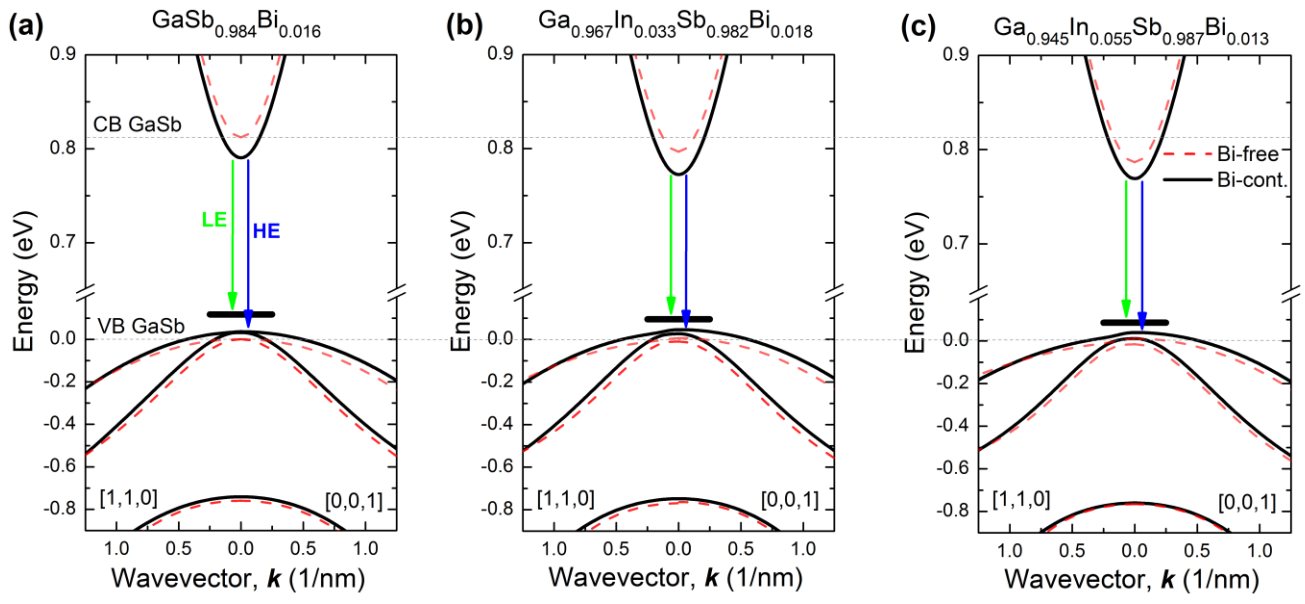 (a) GaSb0.984Bi0.016
(b) Ga0.967In0.033Sb0.982Bi0.018
(c) Ga0.945In0.055Sb0.987Bi0.013
0.9
0.8
0.7
0.0
-0.2
-0.4
-0.6
-0.8
Energy (eV)
CB GaSb
LE
HE
VB GaSb
[1,1,0]
[0,0,1]
1.0 0.5 0.0 0.5 1.0
Wavevector, k (1/nm)
0.9
0.8
0.7
0.0
-0.2
-0.4
-0.6
-0.8
Energy (eV)
[1,1,0]
[0,0,1]
1.0 0.5 0.0 0.5 1.0
Wavevector, k (1/nm)
0.9
0.8
0.7
0.0
-0.2
-0.4
-0.6
-0.8
Energy (eV)
Bi-free
Bi-cont.
[1,1,0]
[0,0,1]
1.0 0.5 0.0 0.5 1.0
Wavevector, k (1/nm)